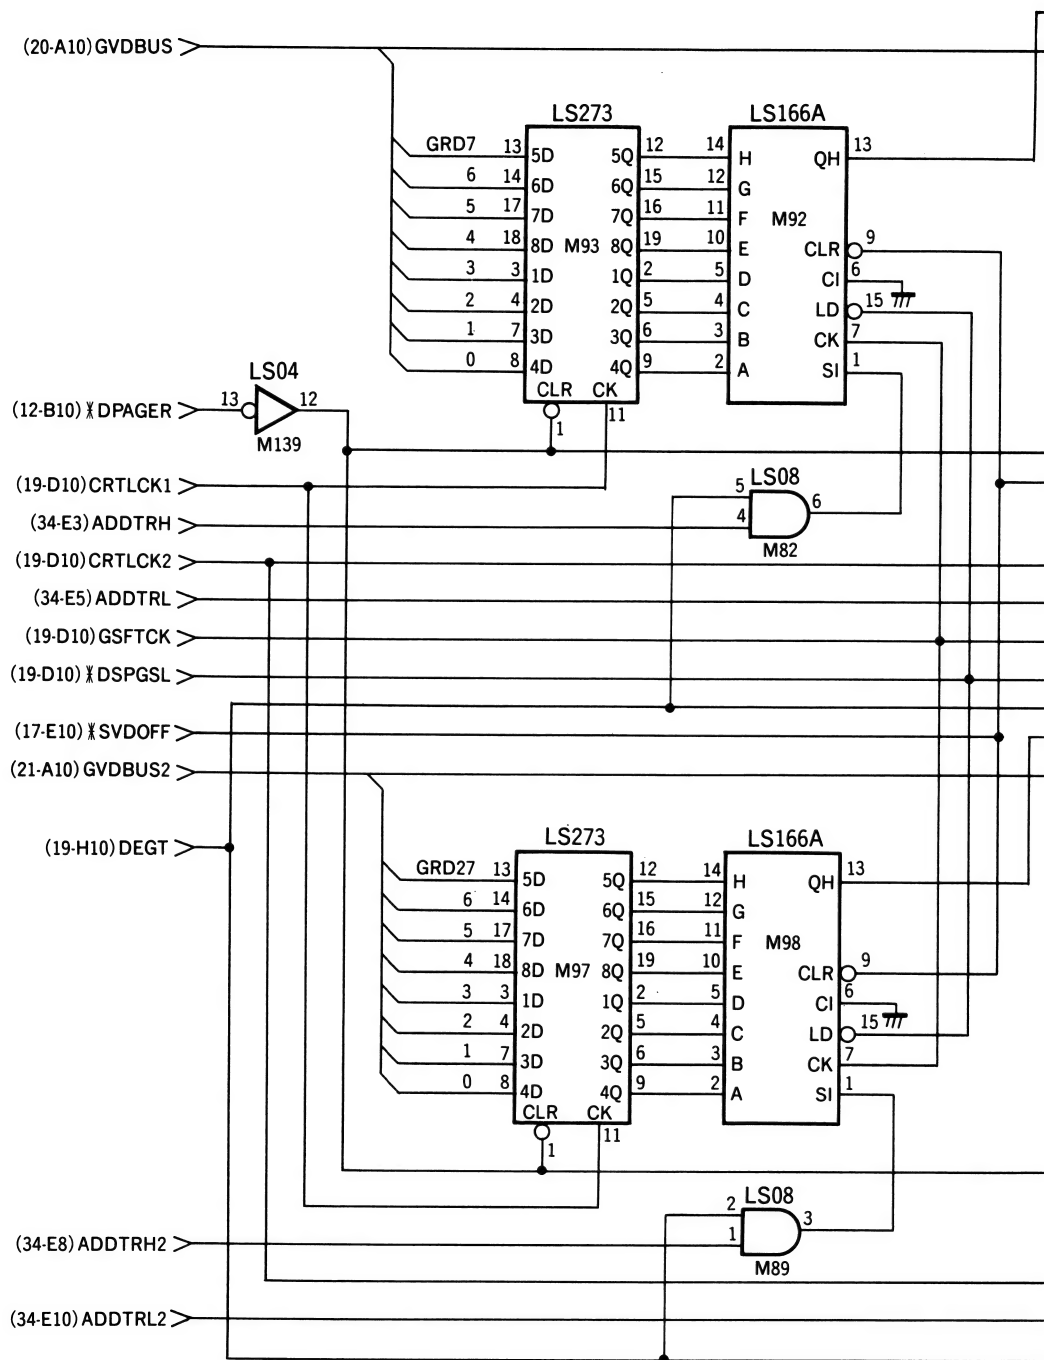 (20-A10) GVDBUS
LS273
LS166A
GRD7 13 5D 5Q 12 14 H QH 13
6 14 6D 6Q 15 12 G
5 17 7D 7Q 16 11 F M92
4 18 8D M93 8Q 19 10 E CLR 9
3 3 1D 1Q 2 5 D CI 6
2 4 2D 2Q 5 4 C LD 15
1 7 3D 3Q 6 3 B CK 7
0 8 4D 4Q 9 2 A SI 1
CLR CK
1 11
LS04
(12-B10) *DPAGER 13 12
M139
(19-D10) CRTLCK1
LS08
5 4 6
M82
(34-E3) ADDTRH
(19-D10) CRTLCK2
(34-E5) ADDTRL
(19-D10) GSFTCK
(19-D10) *DSPGSL
(17-E10) *SVDOFF
(21-A10) GVDBUS2
(19-H10) DEGT
LS273
LS166A
GRD27 13 5D 5Q 12 14 H QH 13
6 14 6D 6Q 15 12 G
5 17 7D 7Q 16 11 F M98
4 18 8D M97 8Q 19 10 E CLR 9
3 3 1D 1Q 2 5 D CI 6
2 4 2D 2Q 5 4 C LD 15
1 7 3D 3Q 6 3 B CK 7
0 8 4D 4Q 9 2 A SI 1
CLR CK
1 11
LS08
2 1 3
M89
(34-E8) ADDTRH2
(34-E10) ADDTRL2